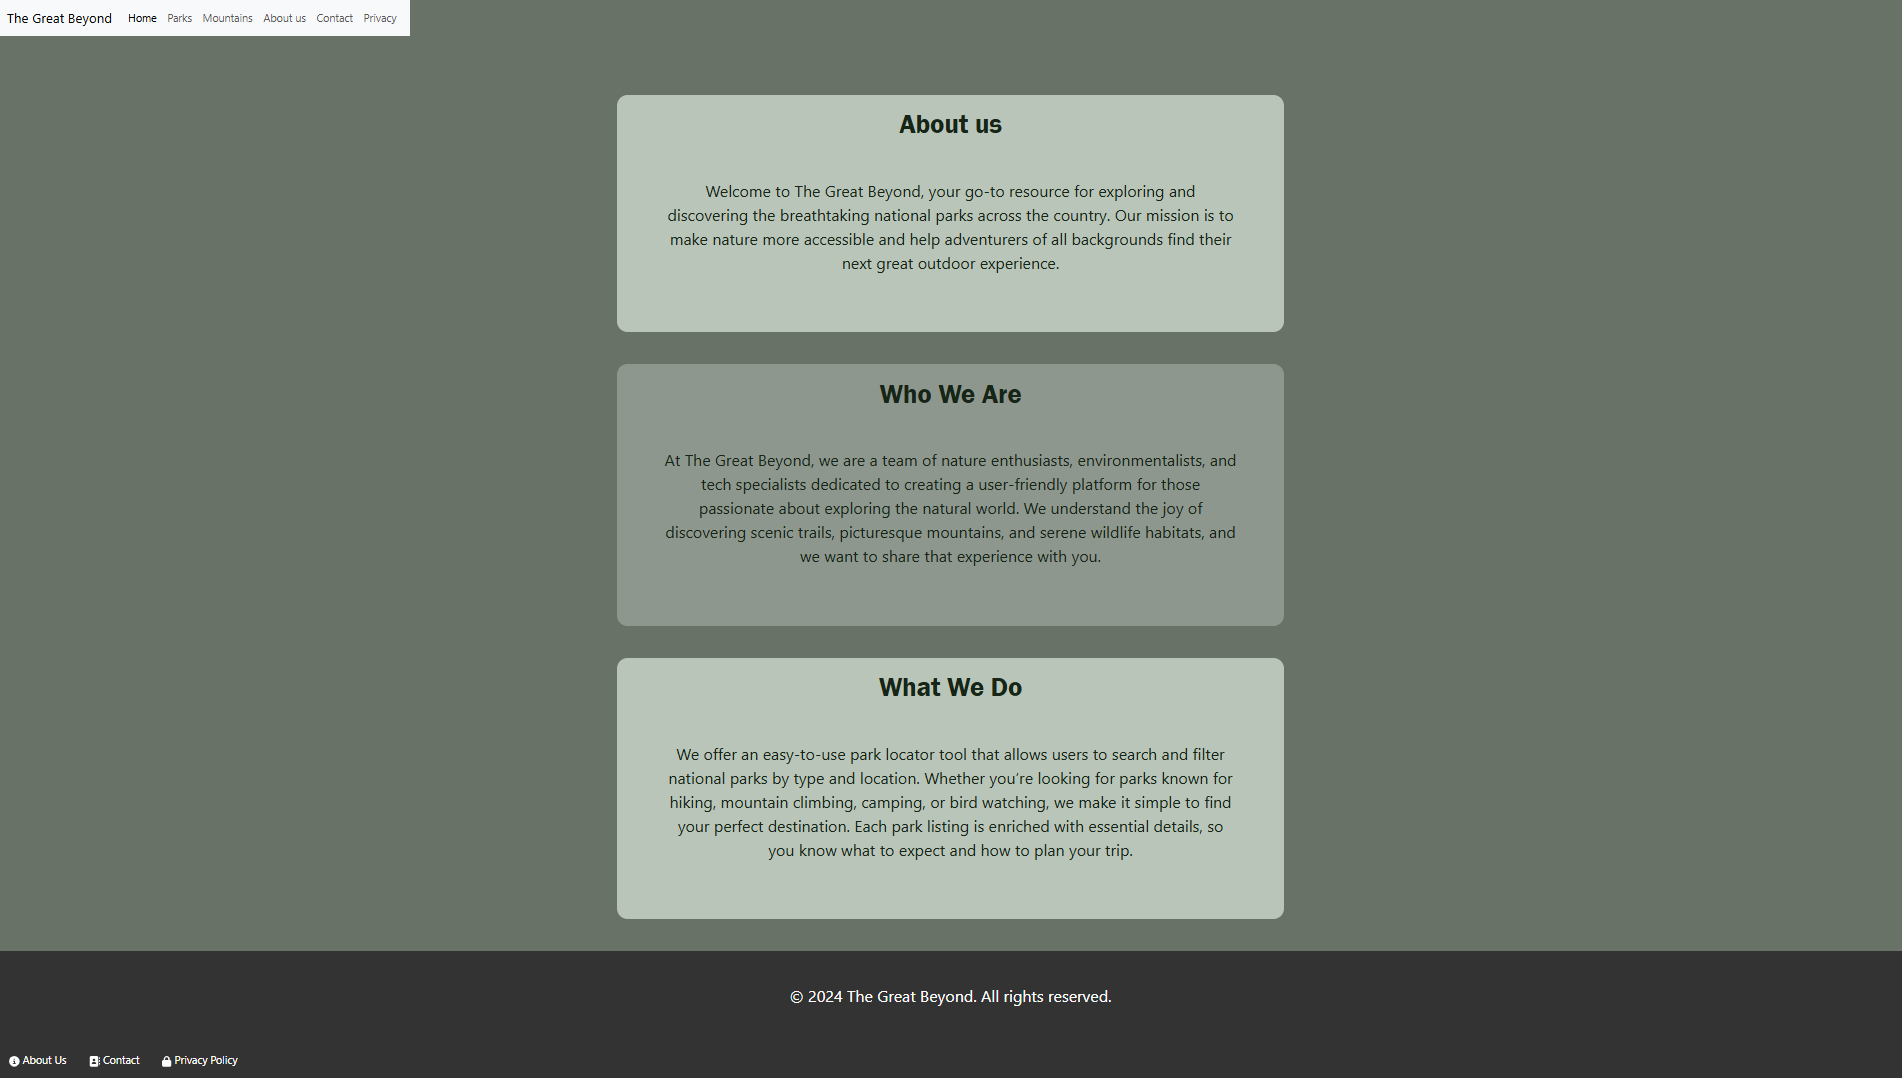 The Great Beyond Home Parks Mountains About us Contact Privacy
About us
Welcome to The Great Beyond, your go-to resource for exploring and
discovering the breathtaking national parks across the country. Our mission is to
make nature more accessible and help adventurers of all backgrounds find their
next great outdoor experience.
Who We Are
At The Great Beyond, we are a team of nature enthusiasts, environmentalists, and
tech specialists dedicated to creating a user-friendly platform for those
passionate about exploring the natural world. We understand the joy of
discovering scenic trails, picturesque mountains, and serene wildlife habitats, and
we want to share that experience with you.
What We Do
We offer an easy-to-use park locator tool that allows users to search and filter
national parks by type and location. Whether you’re looking for parks known for
hiking, mountain climbing, camping, or bird watching, we make it simple to find
your perfect destination. Each park listing is enriched with essential details, so
you know what to expect and how to plan your trip.
© 2024 The Great Beyond. All rights reserved.
About Us Contact Privacy Policy